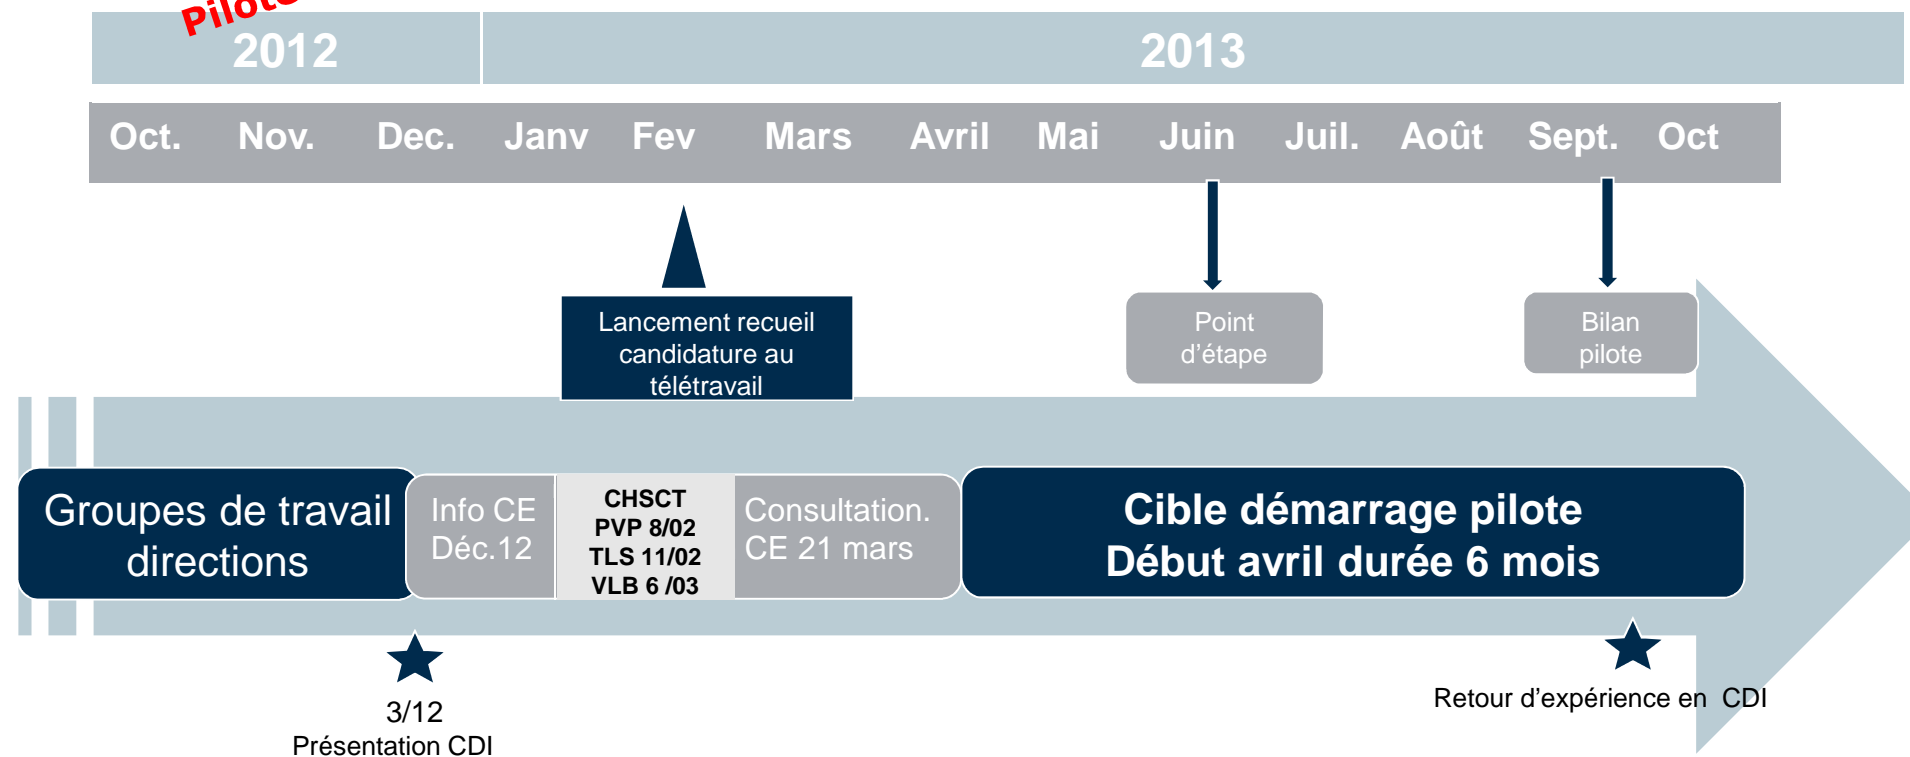 Pilote
2012
2013
Oct. Nov. Dec. Janv Fev Mars Avril Mai Juin Juil. Août Sept. Oct
Lancement recueil
candidature au
télétravail
Point
d’étape
Bilan
pilote
Groupes de travail
directions
Info CE
Déc.12
CHSCT
PVP 8/02
TLS 11/02
VLB 6 /03
Consultation.
CE 21 mars
Cible démarrage pilote
Début avril durée 6 mois
3/12
Présentation CDI
Retour d’expérience en CDI